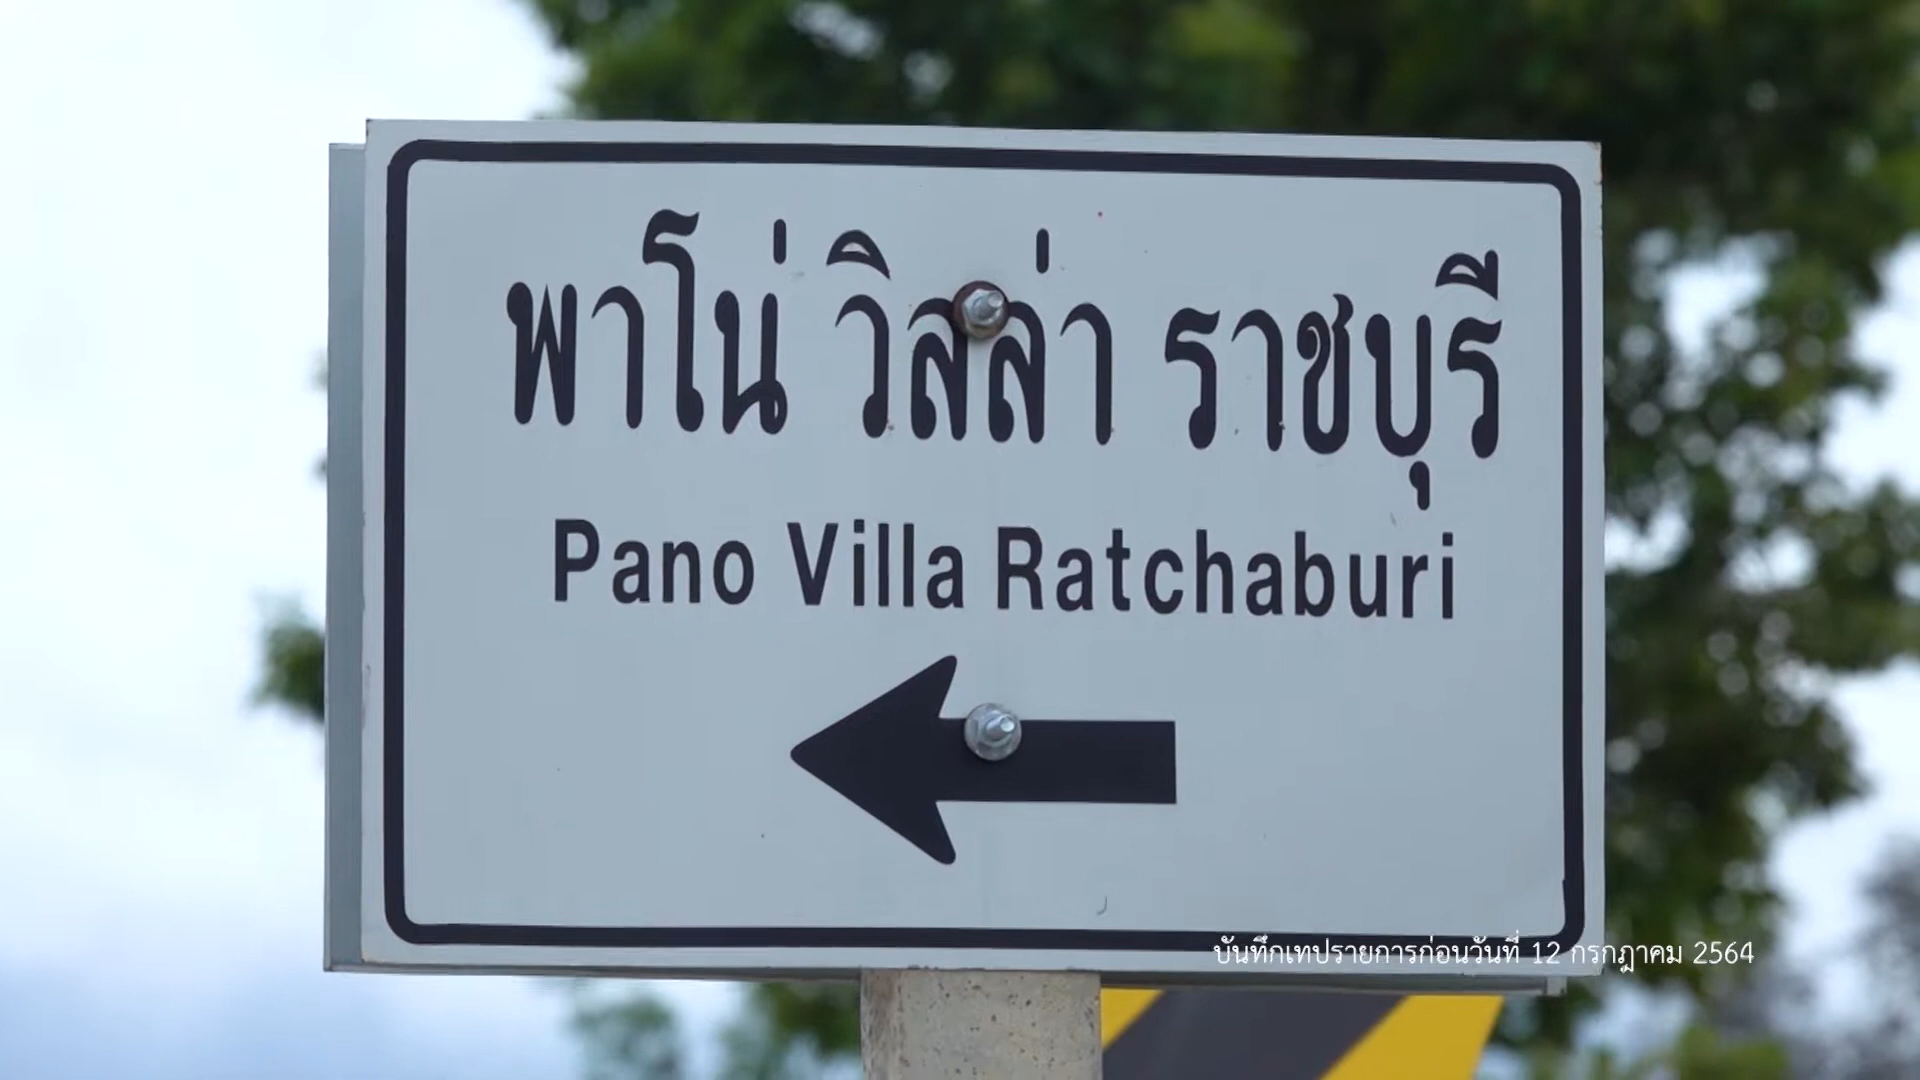 พาโน่ วิลล่า ราชบุรี
Pano Villa Ratchaburi
บันทึกเทปรายการก่อนวันที่ 12 กรกฎาคม 2564